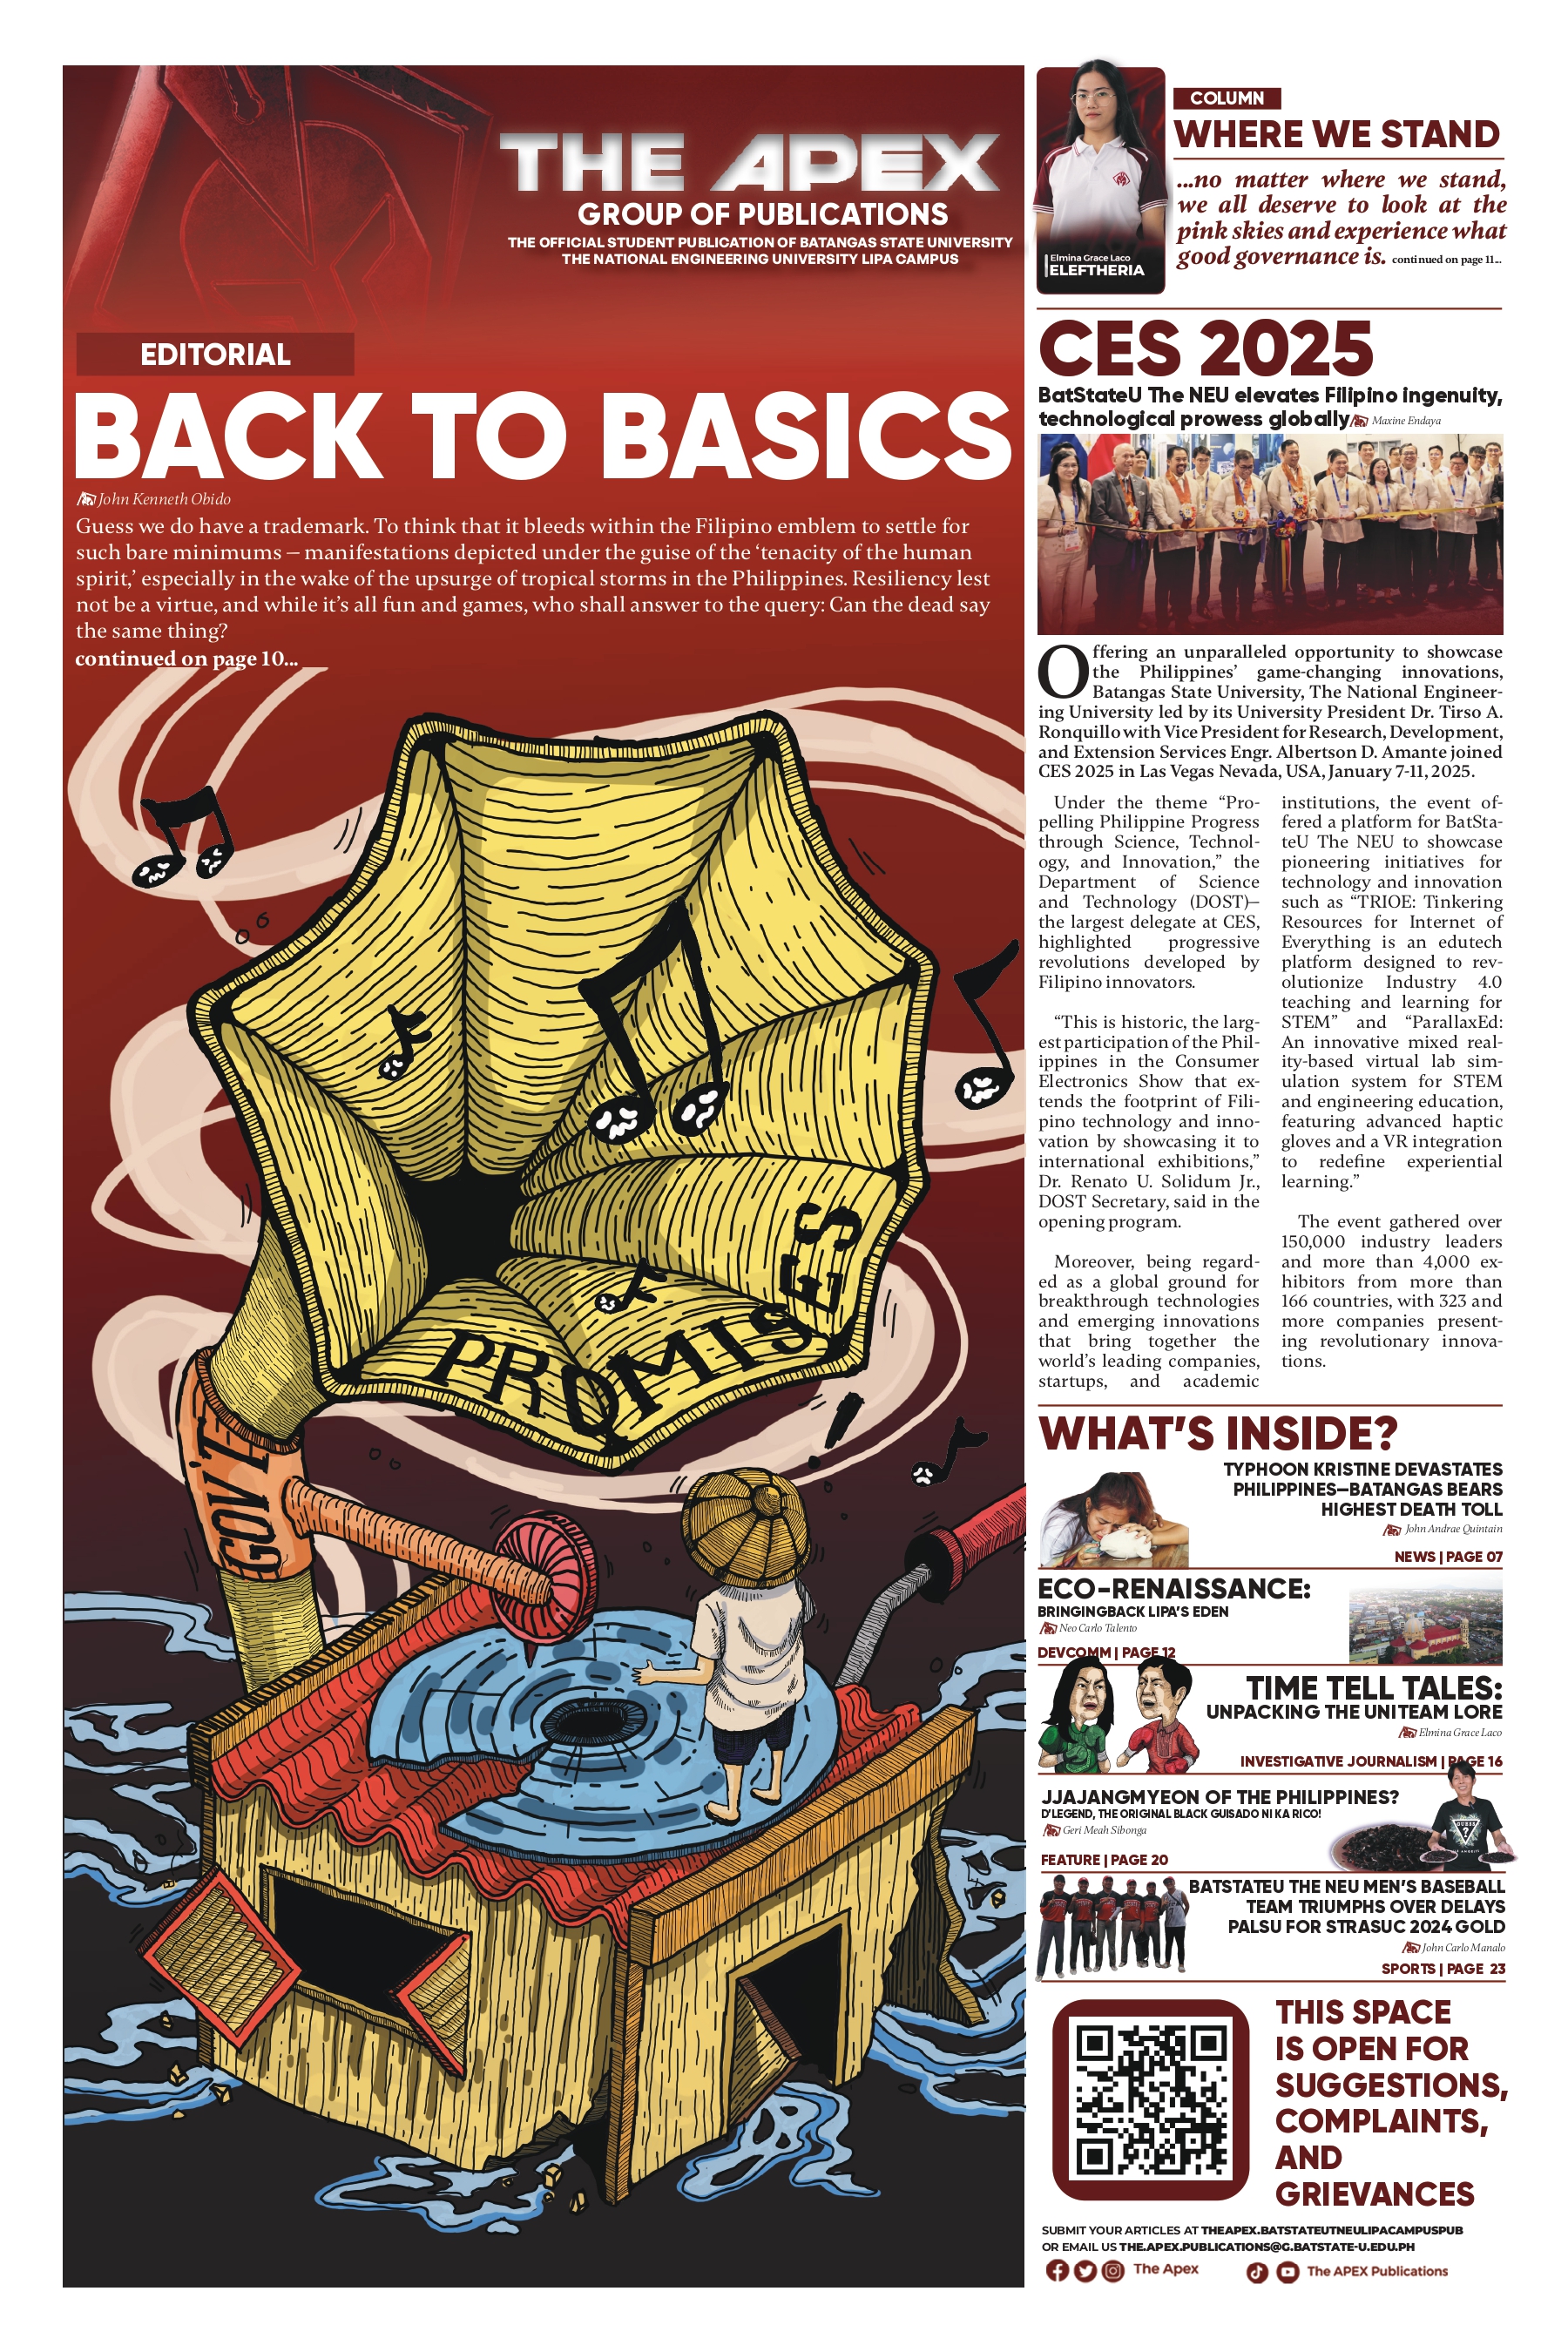 THE APEX
GROUP OF PUBLICATIONS
THE OFFICIAL STUDENT PUBLICATION OF BATANGAS STATE UNIVERSITY
THE NATIONAL ENGINEERING UNIVERSITY LIPA CAMPUS
EDITORIAL
BACK TO BASICS
John Kenneth Obido
Guess we do have a trademark. To think that it bleeds within the Filipino emblem to settle for
such bare minimums — manifestations depicted under the guise of the ‘tenacity of the human
spirit,’ especially in the wake of the upsurge of tropical storms in the Philippines. Resiliency lest
not be a virtue, and while it’s all fun and games, who shall answer to the query: Can the dead say
the same thing?
continued on page 10...
PROMISES
GOV'T
Elmina Grace Laco
ELEFTHERIA
COLUMN
WHERE WE STAND
...no matter where we stand,
we all deserve to look at the
pink skies and experience what
good governance is. continued on page 11...
CES 2025
BatStateU The NEU elevates Filipino ingenuity,
technological prowess globally
Maxine Endaya
Offering an unparalleled opportunity to showcase
the Philippines’ game-changing innovations,
Batangas State University, The National Engineer-
ing University led by its University President Dr. Tirso A.
Ronquillo with Vice President for Research, Development,
and Extension Services Engr. Albertson D. Amante joined
CES 2025 in Las Vegas Nevada, USA, January 7-11, 2025.
Under the theme “Pro-
pelling Philippine Progress
through Science, Technol-
ogy, and Innovation,” the
Department of Science
and Technology (DOST)—
the largest delegate at CES,
highlighted progressive
revolutions developed by
Filipino innovators.
“This is historic, the larg-
est participation of the Phil-
ippines in the Consumer
Electronics Show that ex-
tends the footprint of Fili-
pino technology and inno-
vation by showcasing it to
international exhibitions,”
Dr. Renato U. Solidum Jr.,
DOST Secretary, said in the
opening program.
Moreover, being regard-
ed as a global ground for
breakthrough technologies
and emerging innovations
that bring together the
world’s leading companies,
startups, and academic
institutions, the event of-
fered a platform for BatSta-
teU The NEU to showcase
pioneering initiatives for
technology and innovation
such as “TRIOE: Tinkering
Resources for Internet of
Everything is an edutech
platform designed to rev-
olutionize Industry 4.0
teaching and learning for
STEM” and “ParallaxEd:
An innovative mixed real-
ity-based virtual lab sim-
ulation system for STEM
and engineering education,
featuring advanced haptic
gloves and a VR integration
to redefine experiential
learning.”
The event gathered over
150,000 industry leaders
and more than 4,000 ex-
hibitors from more than
166 countries, with 323 and
more companies present-
ing revolutionary innova-
tions.
WHAT’S INSIDE?
TYPHOON KRISTINE DEVASTATES
PHILIPPINES—BATANGAS BEARS
HIGHEST DEATH TOLL
John Andrae Quintain
NEWS | PAGE 07
ECO-RENAISSANCE:
BRINGINGBACK LIPA’S EDEN
Neo Carlo Talento
DEVCOMM | PAGE 12
TIME TELL TALES:
UNPACKING THE UNITEAM LORE
Elmina Grace Laco
INVESTIGATIVE JOURNALISM | PAGE 16
JJAJANGMYEON OF THE PHILIPPINES?
D’LEGEND, THE ORIGINAL BLACK GUISADO NI KA RICO!
Geri Meah Sibonga
FEATURE | PAGE 20
GUESS
?
BATSTATEU THE NEU MEN’S BASEBALL
TEAM TRIUMPHS OVER DELAYS
PALSU FOR STRASUC 2024 GOLD
John Carlo Manalo
SPORTS | PAGE 23
THIS SPACE
IS OPEN FOR
SUGGESTIONS,
COMPLAINTS,
AND
GRIEVANCES
SUBMIT YOUR ARTICLES AT THEAPEX.BATSTATEUTNEULIPACAMPUSPUB
OR EMAIL US THE.APEX.PUBLICATIONS@G.BATSTATE-U.EDU.PH
The Apex
The APEX Publications